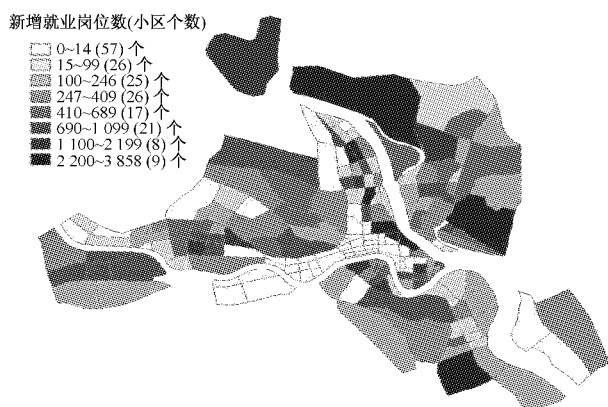 新增就业岗位数(小区个数)
0~14 (57) 个
15~99 (26) 个
100~246 (25) 个
247~409 (26) 个
410~689 (17) 个
690~1 099 (21) 个
1 100~2 199 (8) 个
2 200~3 858 (9) 个